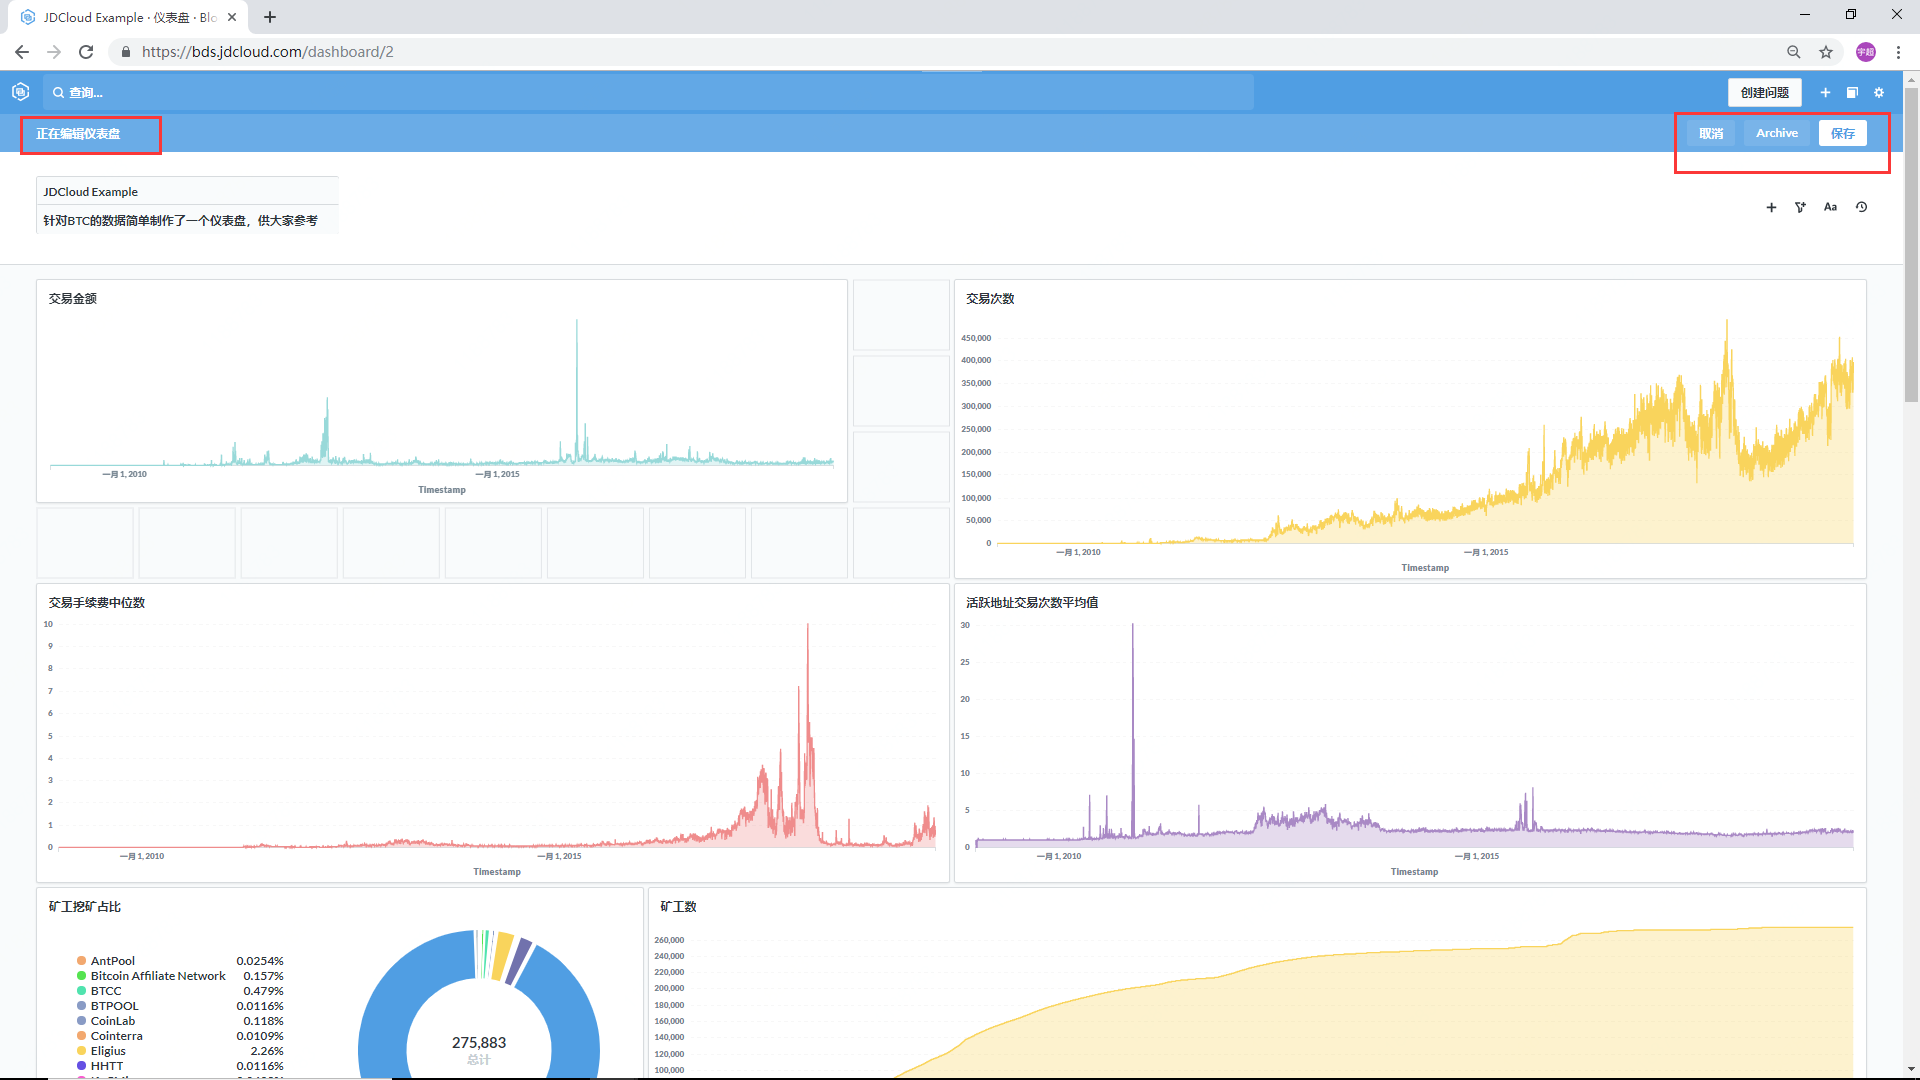 JDCloud Example · 仪表盘 · Blo
https://bds.jdcloud.com/dashboard/2
宇超
查询...
创建问题
正在编辑仪表盘
取消
Archive
保存
JDCloud Example
针对BTC的数据简单制作了一个仪表盘，供大家参考
Aa
交易金额
一月 1, 2010
一月 1, 2015
Timestamp
交易次数
450,000
400,000
350,000
300,000
250,000
200,000
150,000
100,000
50,000
0
一月 1, 2010
一月 1, 2015
Timestamp
交易手续费中位数
10
9
8
7
6
5
4
3
2
1
0
一月 1, 2010
一月 1, 2015
Timestamp
活跃地址交易次数平均值
30
25
20
15
10
5
0
一月 1, 2010
一月 1, 2015
Timestamp
矿工挖矿占比
AntPool 0.0254%
Bitcoin Affiliate Network 0.157%
BTCC 0.479%
BTPOOL 0.0116%
CoinLab 0.118%
Cointerra 0.0109%
Eligius 2.26%
HHTT 0.0116%
275,883
总计
矿工数
260,000
240,000
220,000
200,000
180,000
160,000
140,000
120,000
100,000